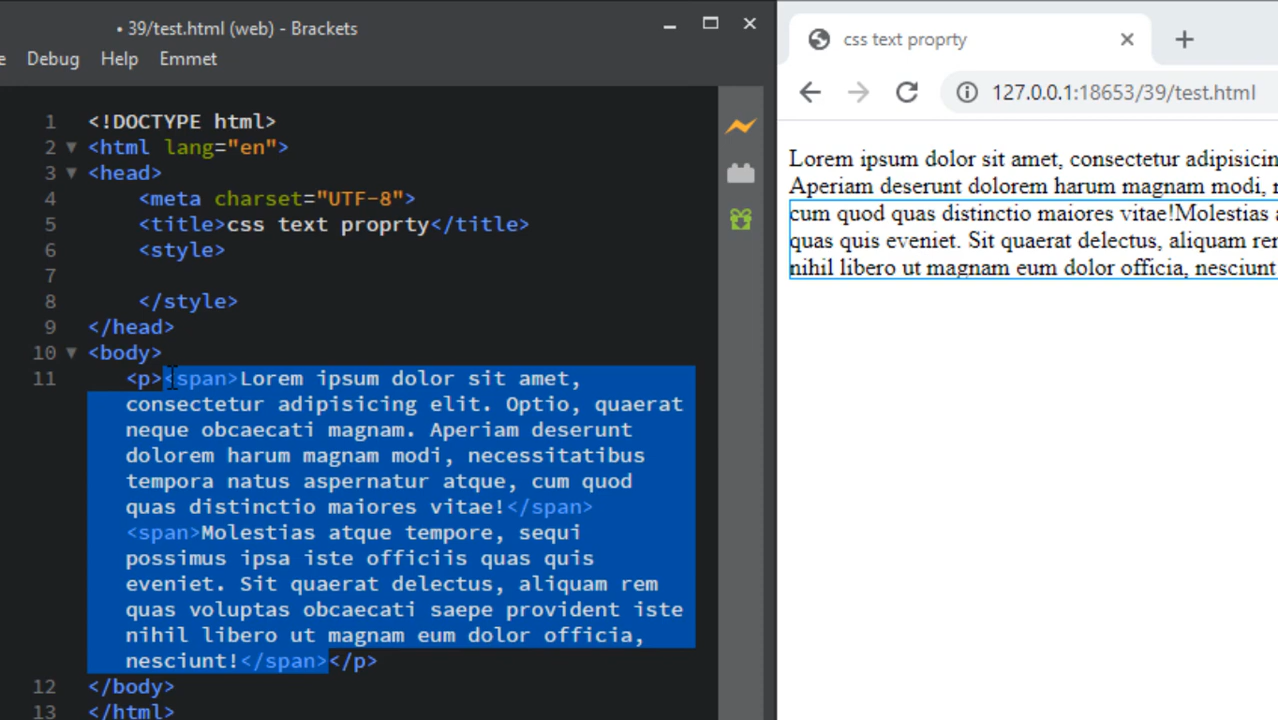 • 39/test.html (web) - Brackets
e Debug Help Emmet
1 <!DOCTYPE html>
2 ▼ <html lang="en">
3 ▼ <head>
4 <meta charset="UTF-8">
5 <title>css text proprty</title>
6 <style>
7
8 </style>
9 </head>
10 ▼ <body>
11 <p><span>Lorem ipsum dolor sit amet,
consectetur adipisicing elit. Optio, quaerat
neque obcaecati magnam. Aperiam deserunt
dolorem harum magnam modi, necessitatibus
tempora natus aspernatur atque, cum quod
quas distinctio maiores vitae!</span>
<span>Molestias atque tempore, sequi
possimus ipsa iste officiis quas quis
eveniet. Sit quaerat delectus, aliquam rem
quas voluptas obcaecati saepe provident iste
nihil libero ut magnam eum dolor officia,
nesciunt!</span></p>
12 </body>
13 </html>
css text proprty
127.0.0.1:18653/39/test.html
Lorem ipsum dolor sit amet, consectetur adipisicin
Aperiam deserunt dolorem harum magnam modi,
cum quod quas distinctio maiores vitae!Molestias a
quas quis eveniet. Sit quaerat delectus, aliquam rem
nihil libero ut magnam eum dolor officia, nesciunt